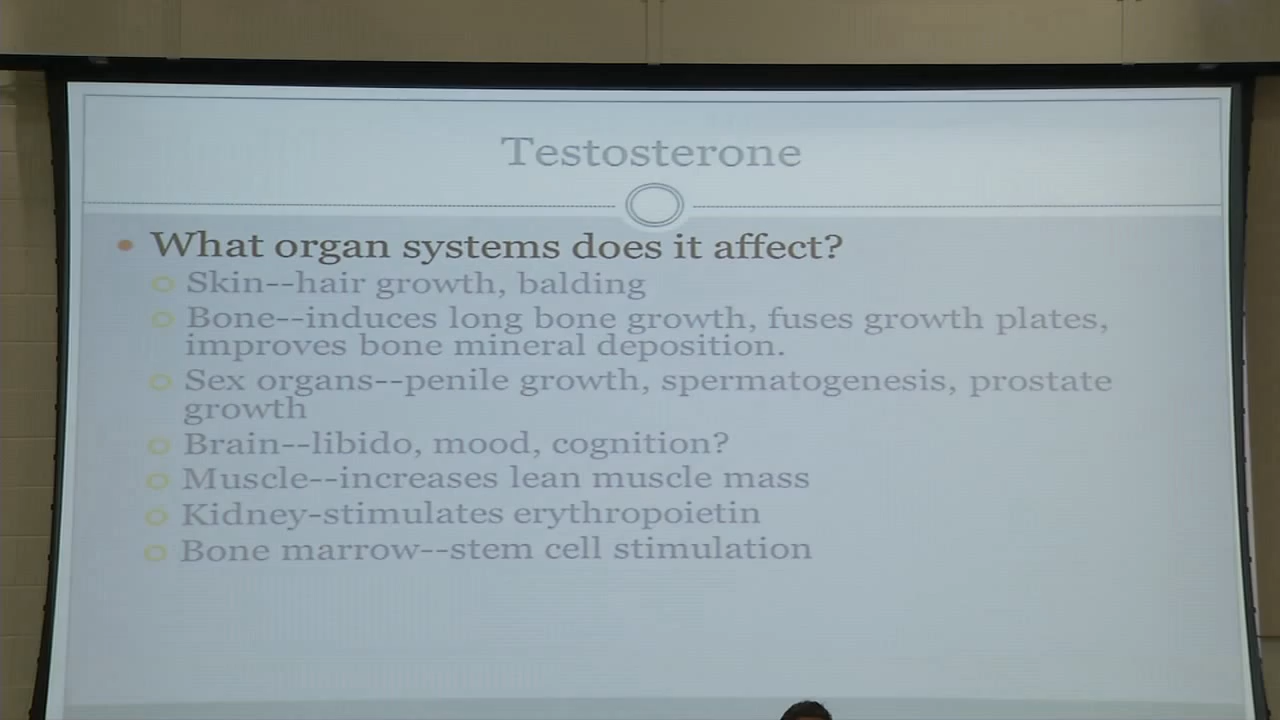 Testosterone
What organ systems does it affect?
Skin--hair growth, balding
Bone--induces long bone growth, fuses growth plates,
improves bone mineral deposition.
Sex organs--penile growth, spermatogenesis, prostate
growth
Brain--libido, mood, cognition?
Muscle--increases lean muscle mass
Kidney-stimulates erythropoietin
Bone marrow--stem cell stimulation